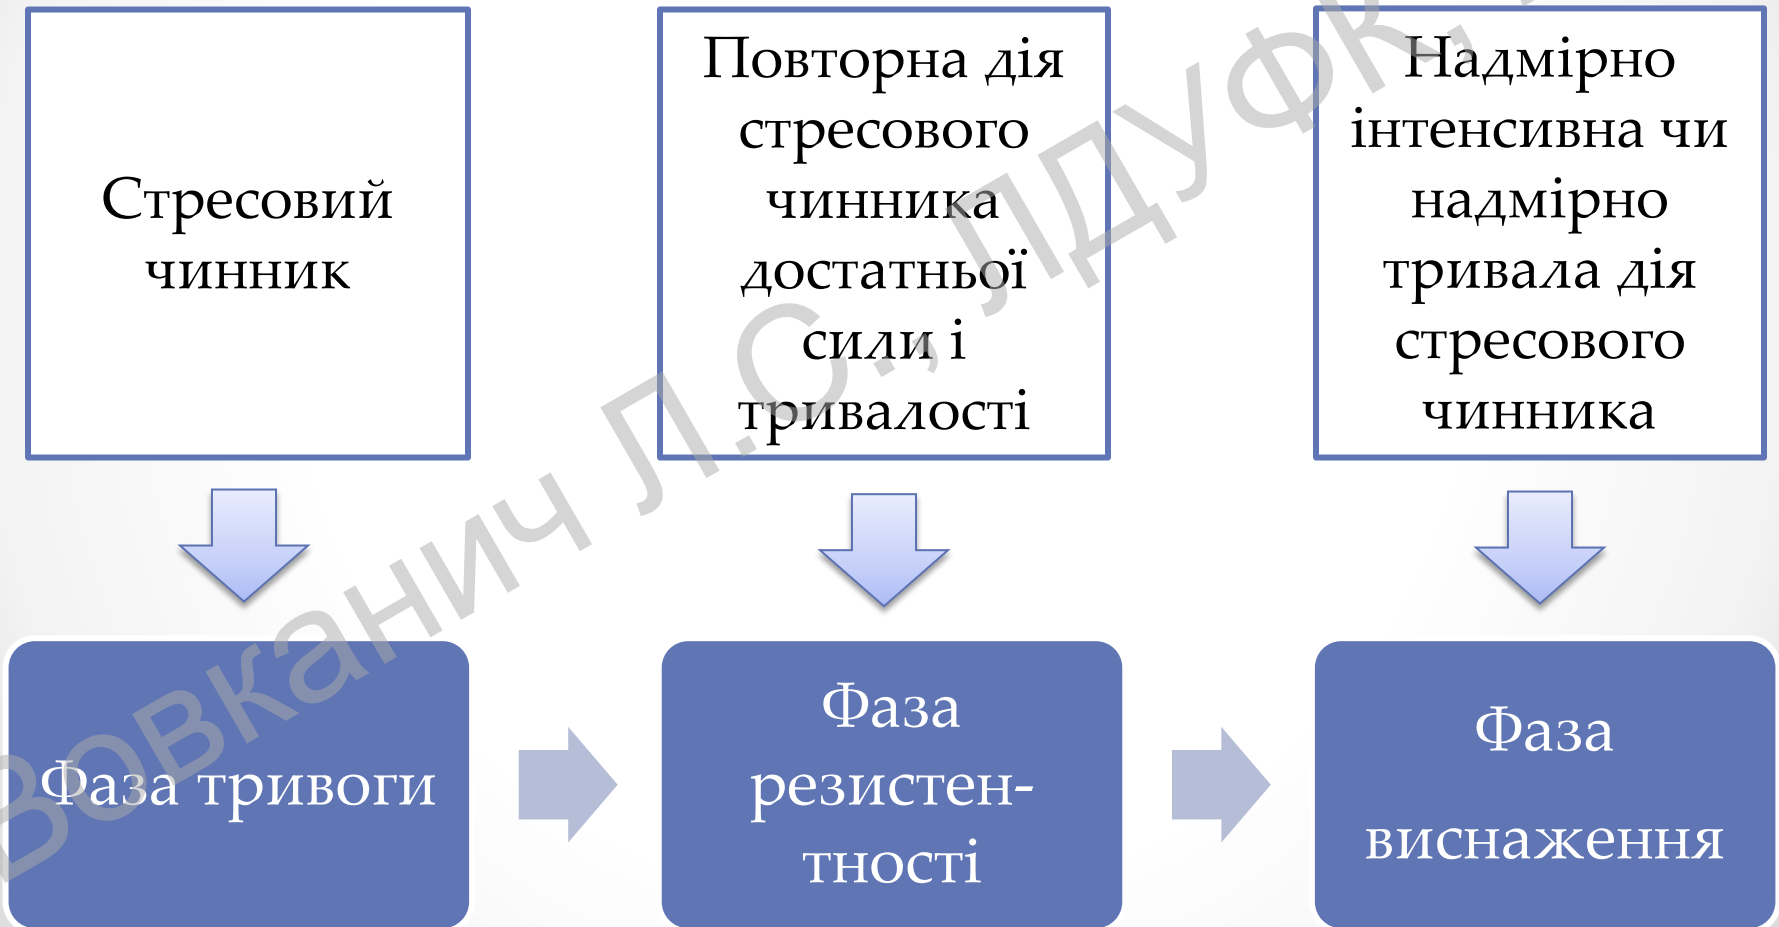 Стресовий
чинник
Повторна дія
стресового
чинника
достатньої
сили і
тривалості
Надмірно
інтенсивна чи
надмірно
тривала дія
стресового
чинника
Фаза тривоги
Фаза
резистен-
тності
Фаза
виснаження
Вовканич Л.С., ЛДУФК,